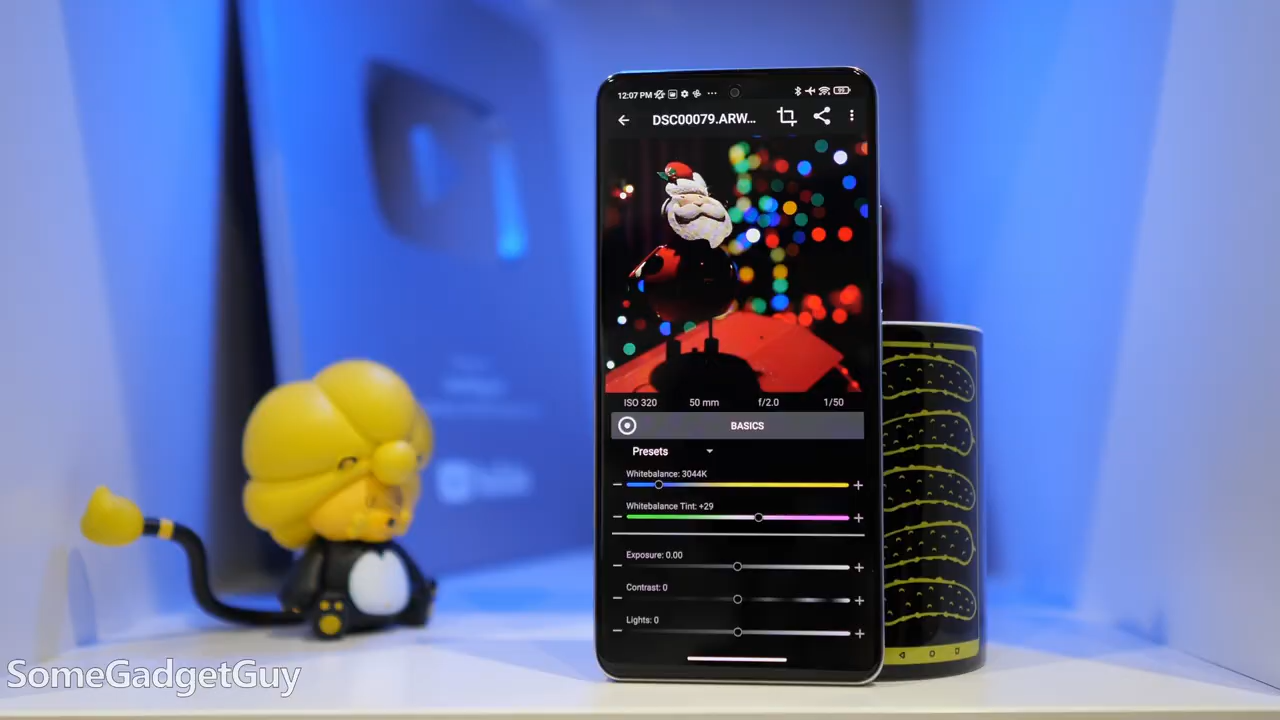 12:07 PM
99
DSC00079.ARW...
ISO 320 50 mm f/2.0 1/50
BASICS
Presets
Whitebalance: 3044K
Whitebalance Tint: +29
Exposure: 0.00
Contrast: 0
Lights: 0
SomeGadgetGuy